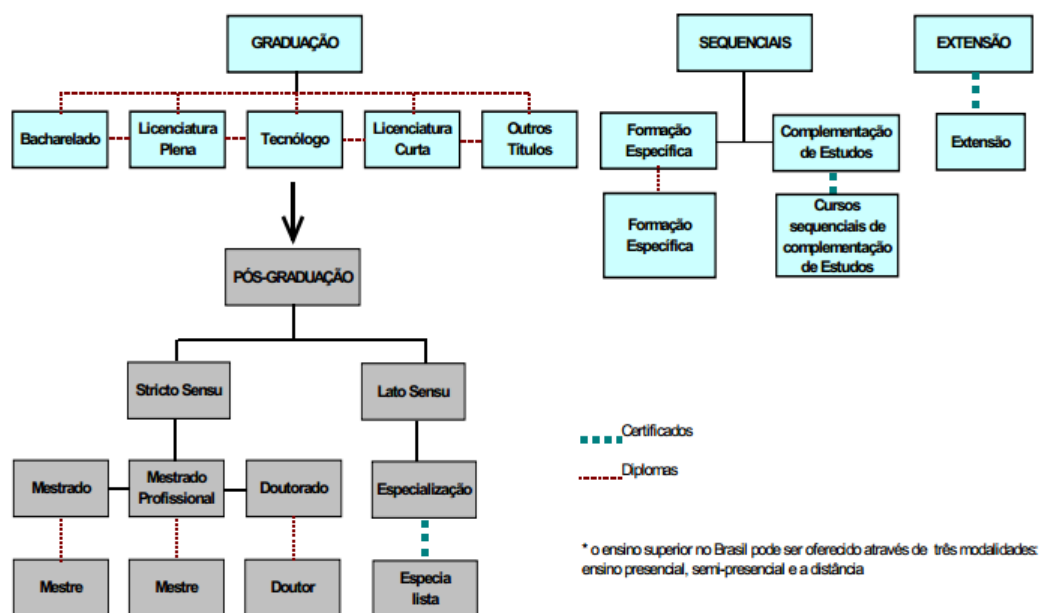 GRADUAÇÃO
SEQUENCIAIS
EXTENSÃO
Bacharelado
Licenciatura
Plena
Tecnólogo
Licenciatura
Curta
Outros
Títulos
Formação
Específica
Complementação
de Estudos
Extensão
Formação
Específica
Cursos
sequenciais de
complementação
de Estudos
PÓS-GRADUAÇÃO
Stricto Sensu
Lato Sensu
Certificados
Diplomas
Mestrado
Mestrado
Profissional
Doutorado
Especialização
* o ensino superior no Brasil pode ser oferecido através de três modalidades:
ensino presencial, semi-presencial e a distância
Mestre
Mestre
Doutor
Especia
lista